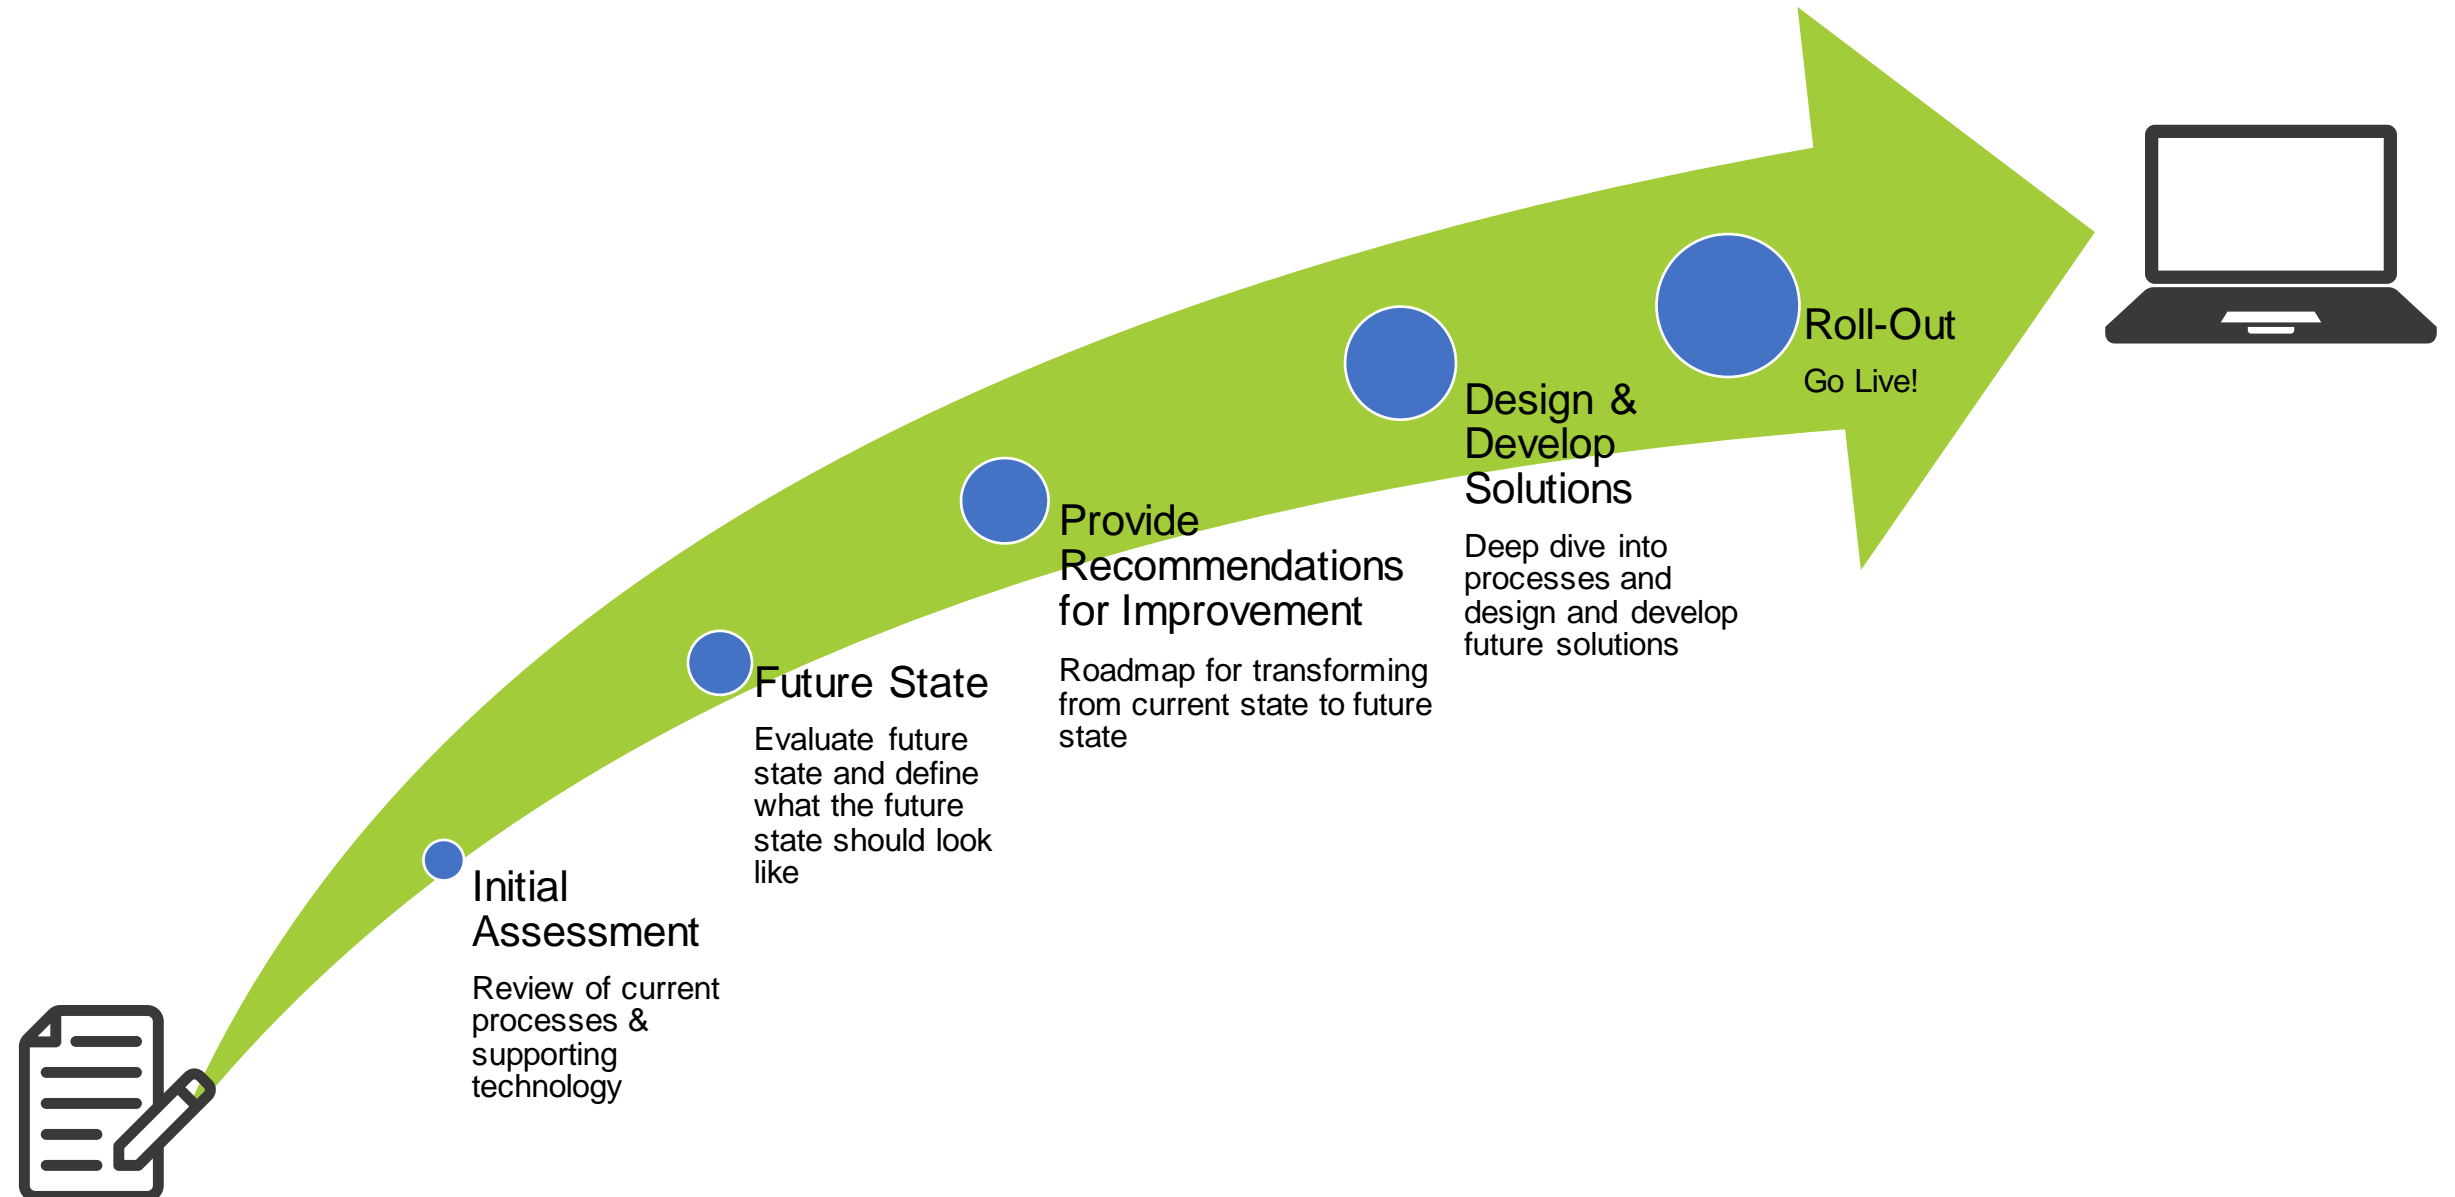 Initial
Assessment
Review of current
processes &
supporting
technology
Future State
Evaluate future
state and define
what the future
state should look
like
Provide
Recommendations
for Improvement
Roadmap for transforming
from current state to future
state
Design &
Develop
Solutions
Deep dive into
processes and
design and develop
future solutions
Roll-Out
Go Live!